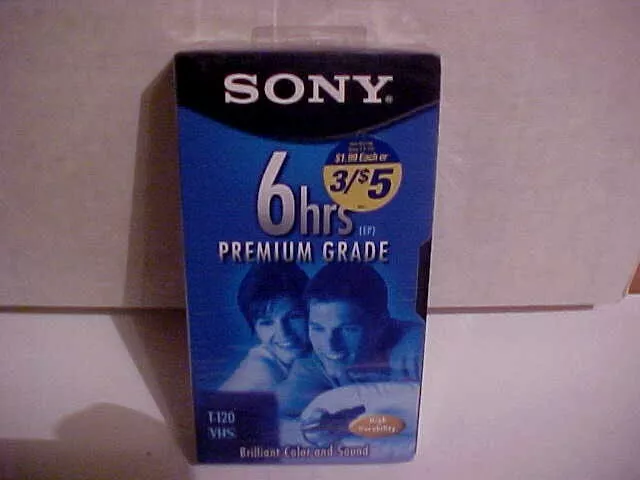 SONY®
$1.99 Each or
3/$5
6hrs
(EP)
PREMIUM GRADE
T-120
VHS
High
Durability
Brilliant Color and Sound